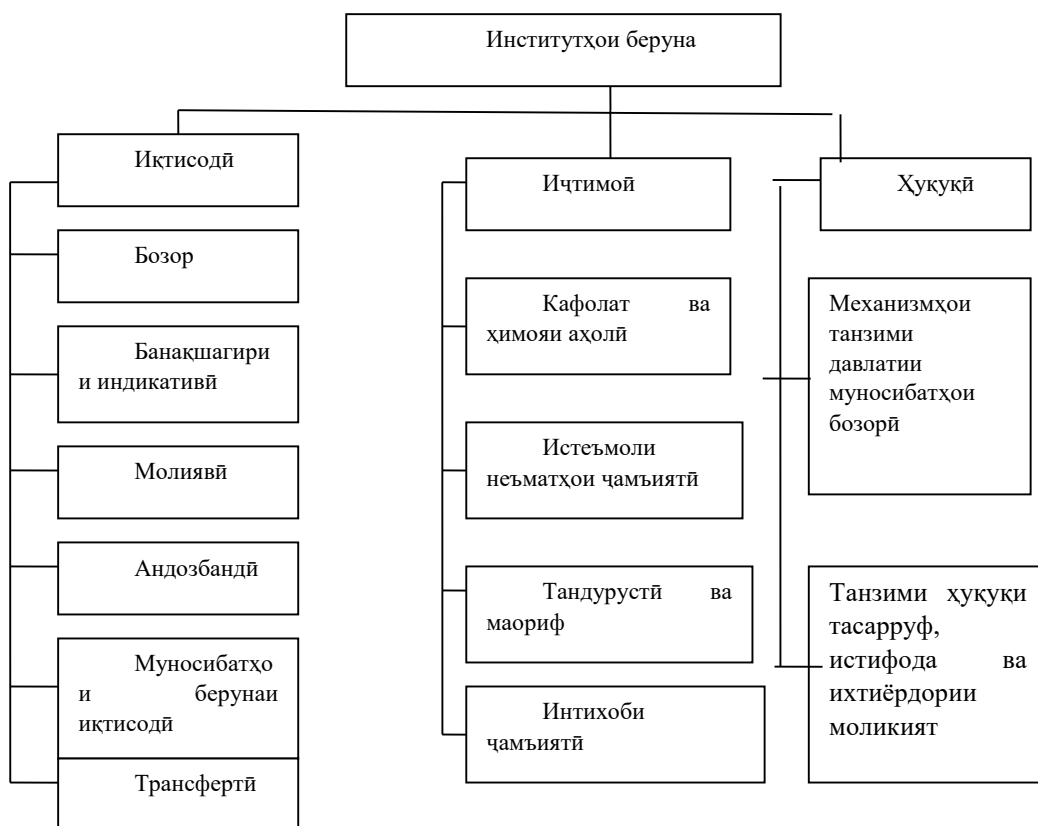 Институтҳои беруна
Иқтисодӣ
Бозор
Банақшагири
и индикативӣ
Молиявӣ
Андозбандӣ
Муносибатҳо
и берунаи
иқтисодӣ
Трансфертӣ
Иҷтимоӣ
Кафолат ва
ҳимояи аҳолӣ
Истеъмоли
неъматҳои ҷамъиятӣ
Тандурустӣ ва
маориф
Интихоби
ҷамъиятӣ
Ҳуқуқӣ
Механизмҳои
танзими
давлатии
муносибатҳои
бозорӣ
Танзими ҳуқуқи
тасарруф,
истифода ва
ихтиёрдории
моликият